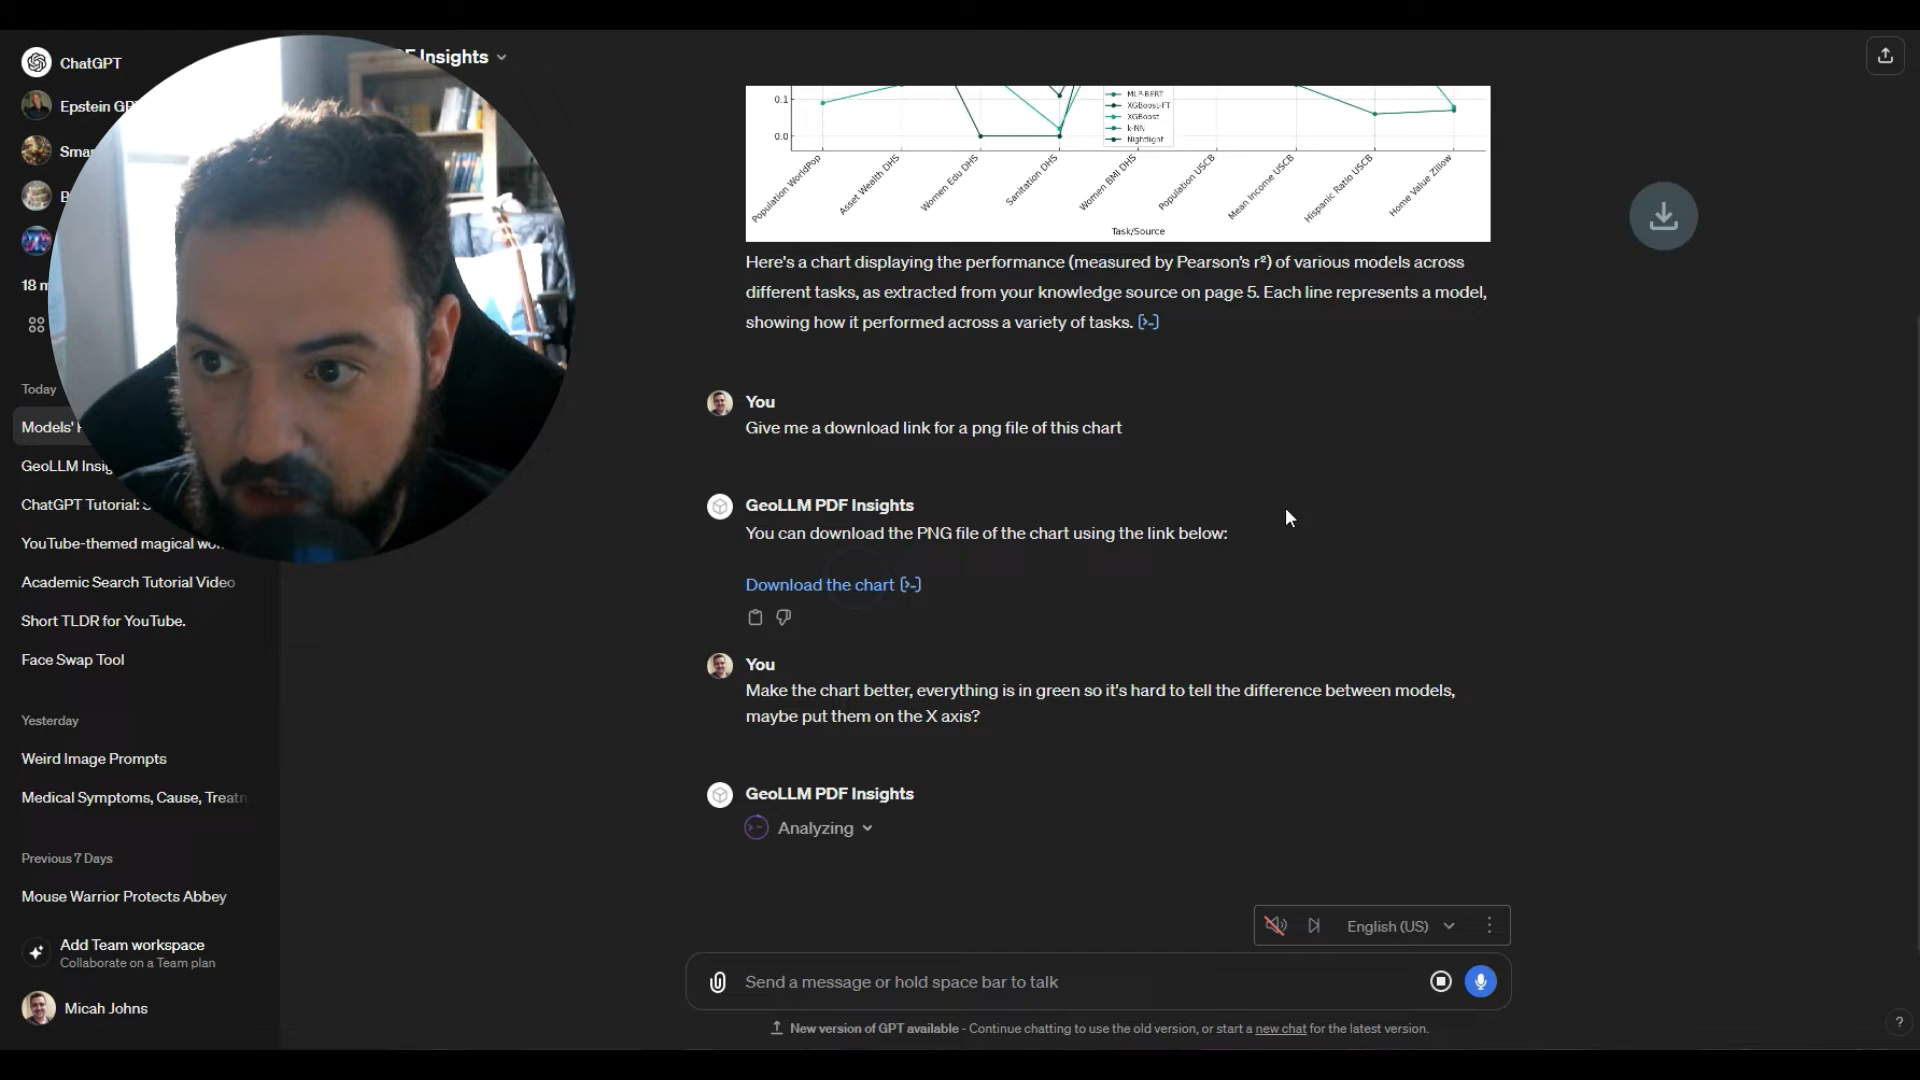 ChatGPT
Epstein GP
Sma
B
18 m
Today
Models'
GeoLLM Insig
ChatGPT Tutorial: S
YouTube-themed magical wo
Academic Search Tutorial Video
Short TLDR for YouTube.
Face Swap Tool
Yesterday
Weird Image Prompts
Medical Symptoms, Cause, Treatm
Previous 7 Days
Mouse Warrior Protects Abbey
Add Team workspace
Collaborate on a Team plan
Micah Johns
PDF Insights
0.1
0.0
MLP-BERT
XGBoost-FT
XGBoost
k-NN
Nightlight
Population WorldPop
Asset Wealth DHS
Women Edu DHS
Sanitation DHS
Women BMI DHS
Population USCB
Mean Income USCB
Hispanic Ratio USCB
Home Value Zillow
Task/Source
Here's a chart displaying the performance (measured by Pearson's r²) of various models across
different tasks, as extracted from your knowledge source on page 5. Each line represents a model,
showing how it performed across a variety of tasks. [>-]
You
Give me a download link for a png file of this chart
GeoLLM PDF Insights
You can download the PNG file of the chart using the link below:
Download the chart [>-]
You
Make the chart better, everything is in green so it's hard to tell the difference between models,
maybe put them on the X axis?
GeoLLM PDF Insights
Analyzing
English (US)
Send a message or hold space bar to talk
New version of GPT available - Continue chatting to use the old version, or start a new chat for the latest version.
?